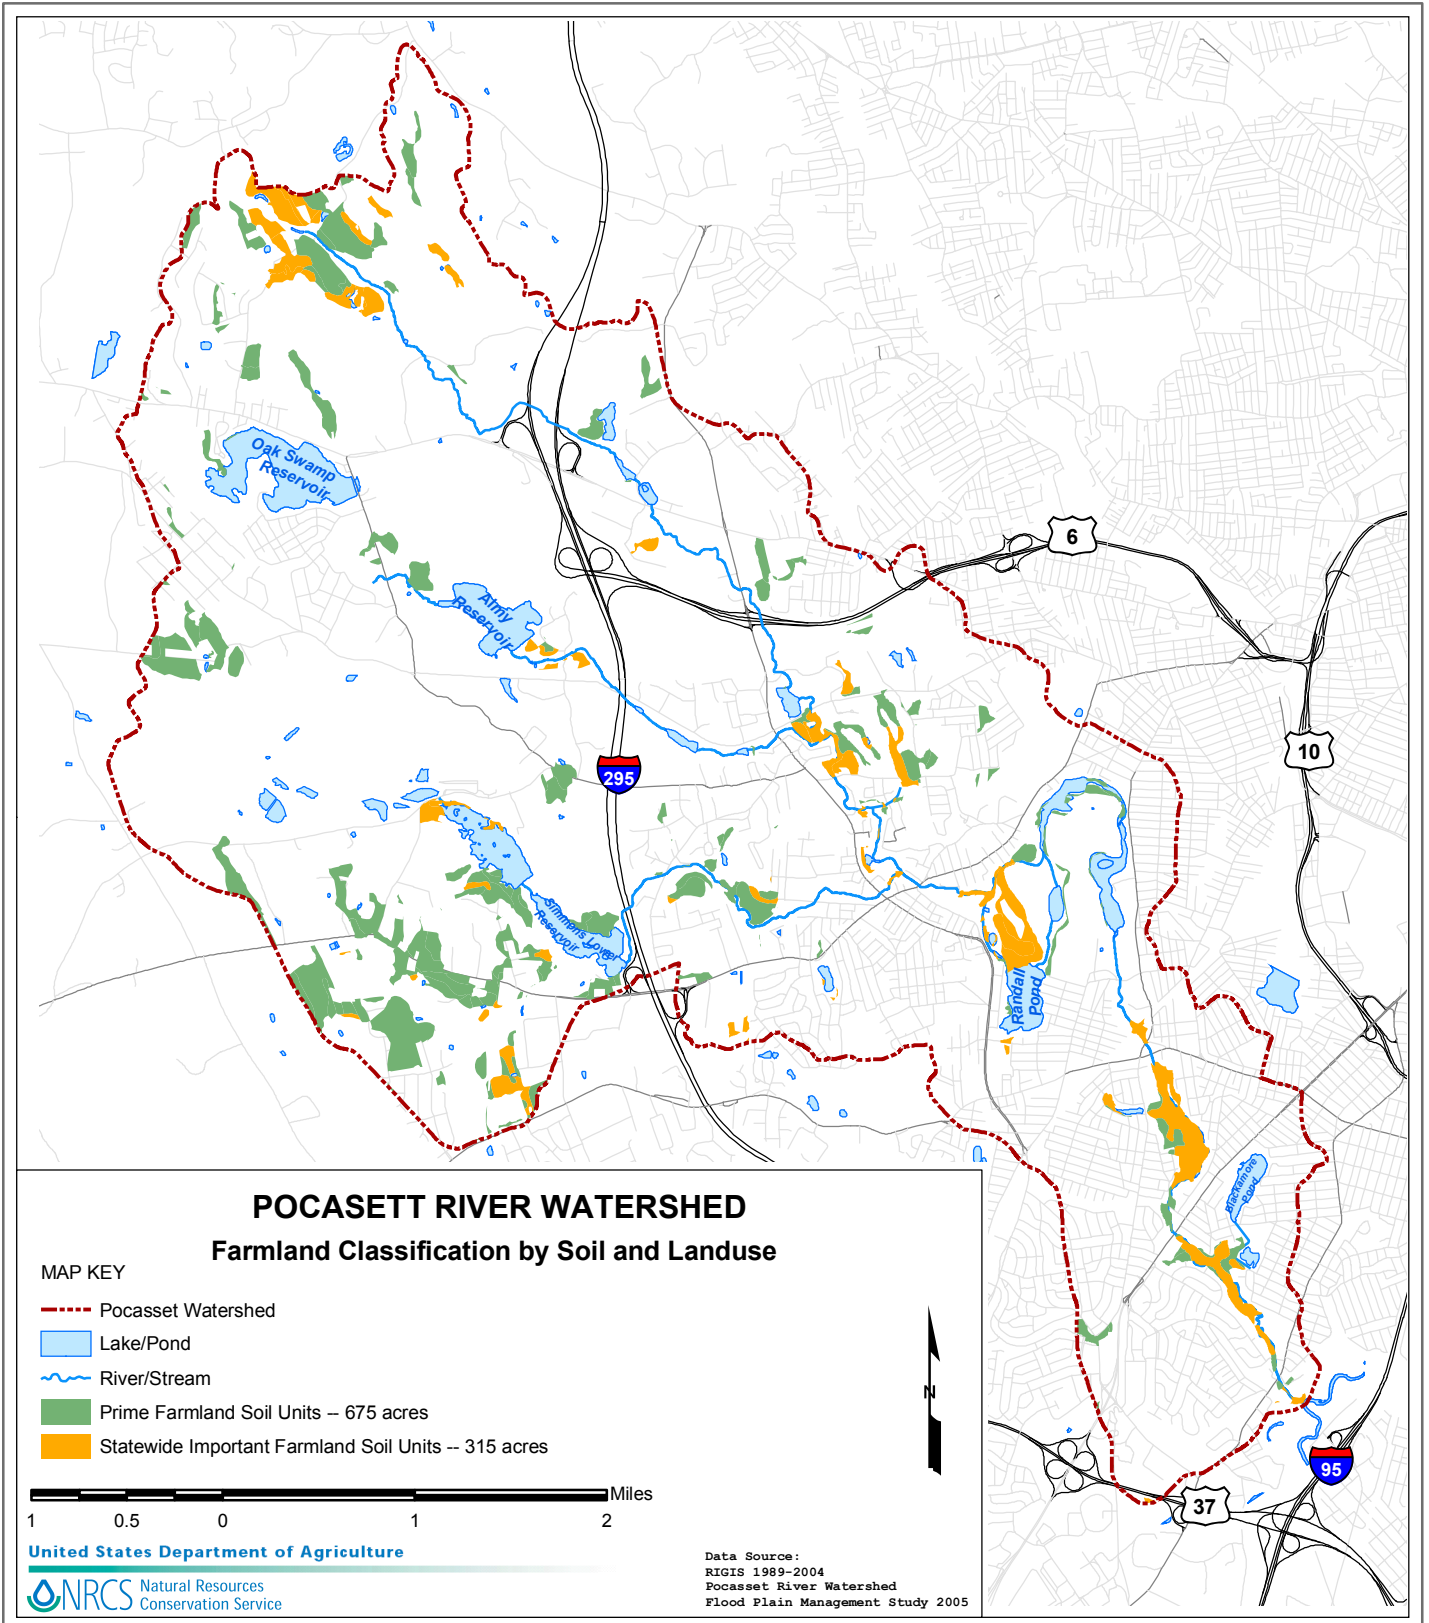 Oak Swamp
Reservoir
6
Almy
Reservoir
10
295
Simmons Lower
Reservoir
Randall
Pond
Blackamore
Pond
POCASETT RIVER WATERSHED
Farmland Classification by Soil and Landuse
MAP KEY
Pocasset Watershed
Lake/Pond
River/Stream
Prime Farmland Soil Units -- 675 acres
Statewide Important Farmland Soil Units -- 315 acres
N
95
37
Miles
1 0.5 0 1 2
United States Department of Agriculture
NRCS Natural Resources
Conservation Service
Data Source:
RIGIS 1989-2004
Pocasset River Watershed
Flood Plain Management Study 2005